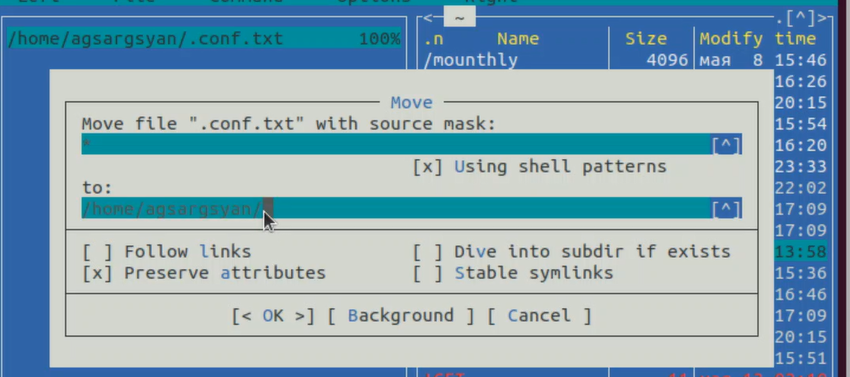 Left File Command Options Right
<─ ~ ─.[^]>
/home/agsargsyan/.conf.txt 100%
.n Name Size Modify time
/mounthly 4096 мая 8 15:46
16:26
Move
20:15
Move file ".conf.txt" with source mask:
15:54
* [^]
16:20
[x] Using shell patterns
23:33
to:
22:02
/home/agsargsyan/ [^]
17:09
17:09
[ ] Follow links [ ] Dive into subdir if exists
13:58
[x] Preserve attributes [ ] Stable symlinks
15:36
16:46
[< OK >] [ Background ] [ Cancel ]
17:09
20:15
15:51